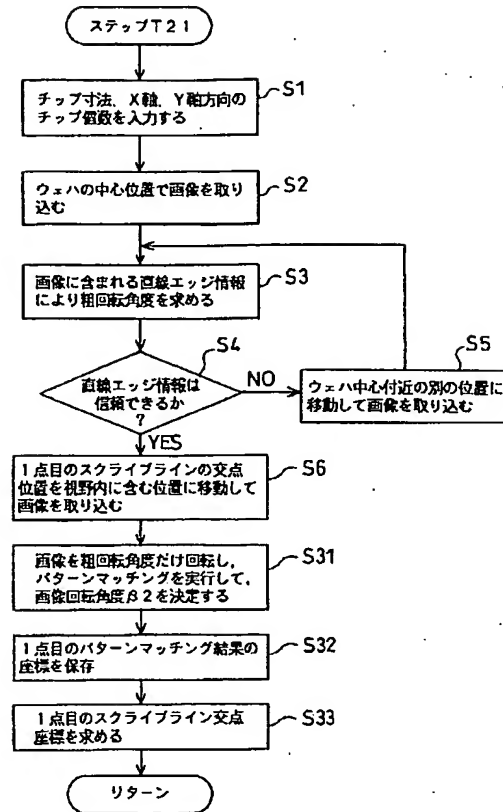 ステップT21
S1
チップ寸法、X軸、Y軸方向の
チップ個数を入力する
S2
ウェハの中心位置で画像を取り
込む
S3
画像に含まれる直線エッジ情報
により粗回転角度を求める
S4
直線エッジ情報は
信頼できるか
?
NO
YES
S5
ウェハ中心付近の別の位置に
移動して画像を取り込む
S6
1点目のスクライブラインの交点
位置を視野内に含む位置に移動して
画像を取り込む
S31
画像を粗回転角度だけ回転し,
パターンマッチングを実行して,
画像回転角度β2を決定する
S32
1点目のパターンマッチング結果の
座標を保存
S33
1点目のスクライブライン交点
座標を求める
リターン